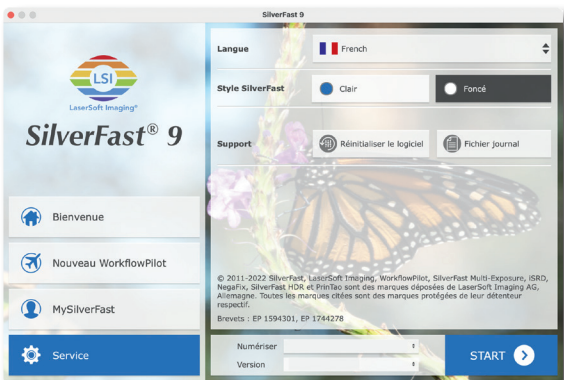 SilverFast 9
LSI
LaserSoft Imaging®
SilverFast® 9
Bienvenue
Nouveau WorkflowPilot
MySilverFast
Service
Langue
French
Style SilverFast
Clair
Foncé
Support
Réinitialiser le logiciel
Fichier journal
© 2011-2022 SilverFast, LaserSoft Imaging, WorkflowPilot, SilverFast Multi-Exposure, iSRD,
NegaFix, SilverFast HDR et PrinTao sont des marques déposées de LaserSoft Imaging AG,
Allemagne. Toutes les marques citées sont des marques protégées de leur détenteur
respectif.
Brevets : EP 1594301, EP 1744278
Numériser
Version
START